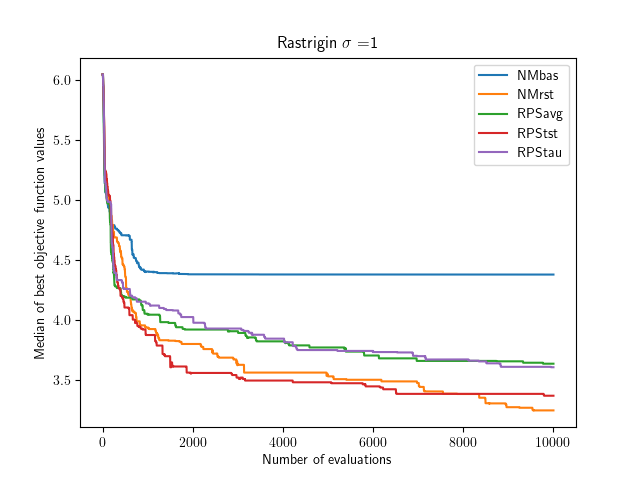 Rastrigin σ =1
Median of best objective function values
6.0
5.5
5.0
4.5
4.0
3.5
NMbas
NMrst
RPSavg
RPStst
RPStau
0 2000 4000 6000 8000 10000
Number of evaluations